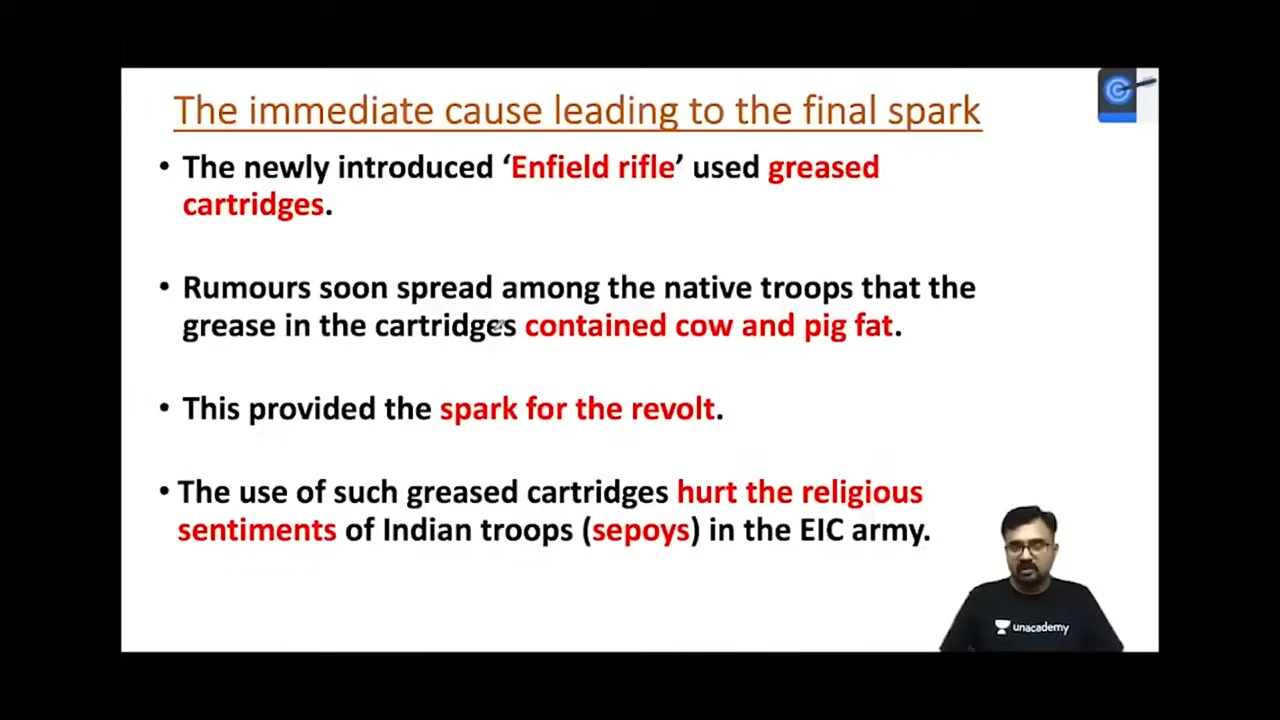 The immediate cause leading to the final spark
• The newly introduced ‘Enfield rifle’ used greased
cartridges.
• Rumours soon spread among the native troops that the
grease in the cartridges contained cow and pig fat.
• This provided the spark for the revolt.
• The use of such greased cartridges hurt the religious
sentiments of Indian troops (sepoys) in the EIC army.
unacademy